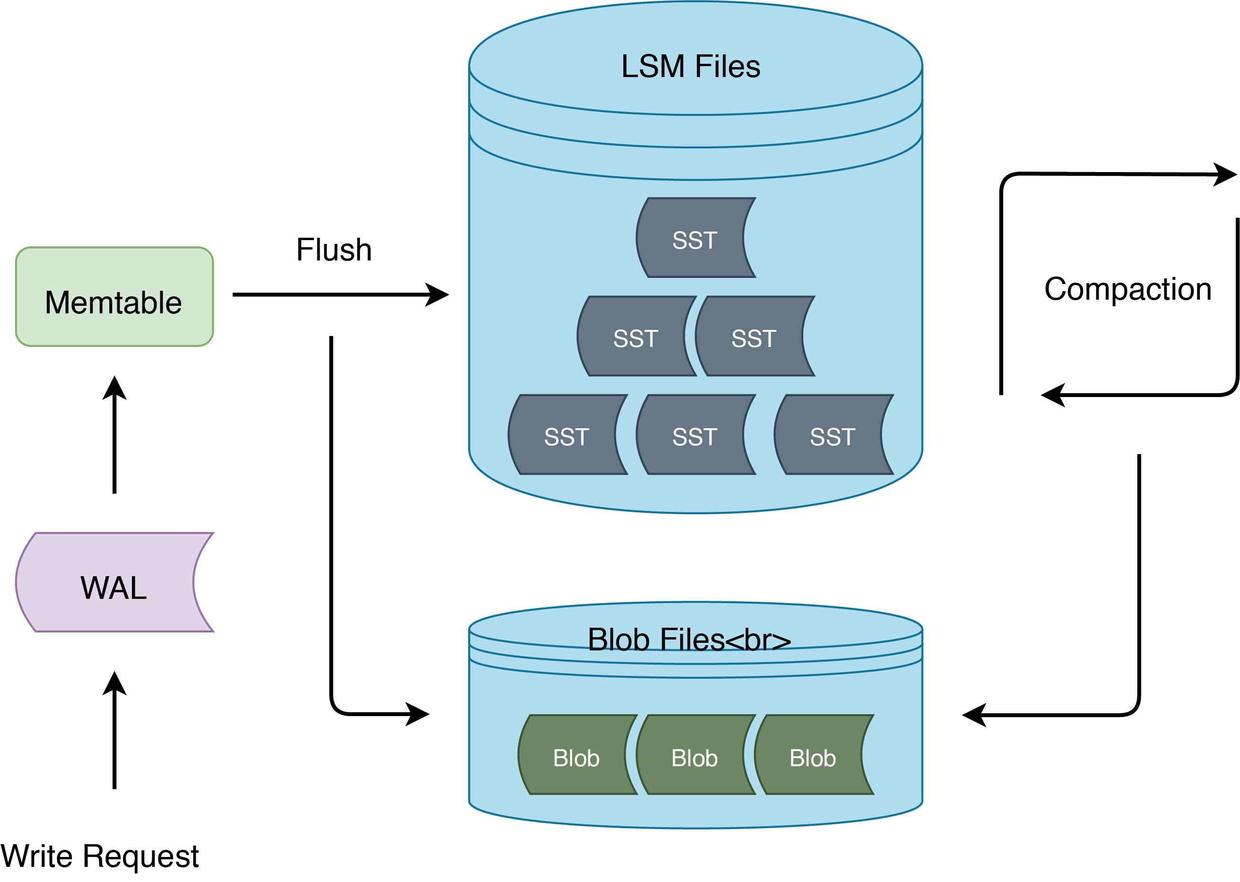 LSM Files
SST
Flush
Compaction
Memtable
SST SST
SST SST SST
WAL
Blob Files<br>
Blob Blob Blob
Write Request